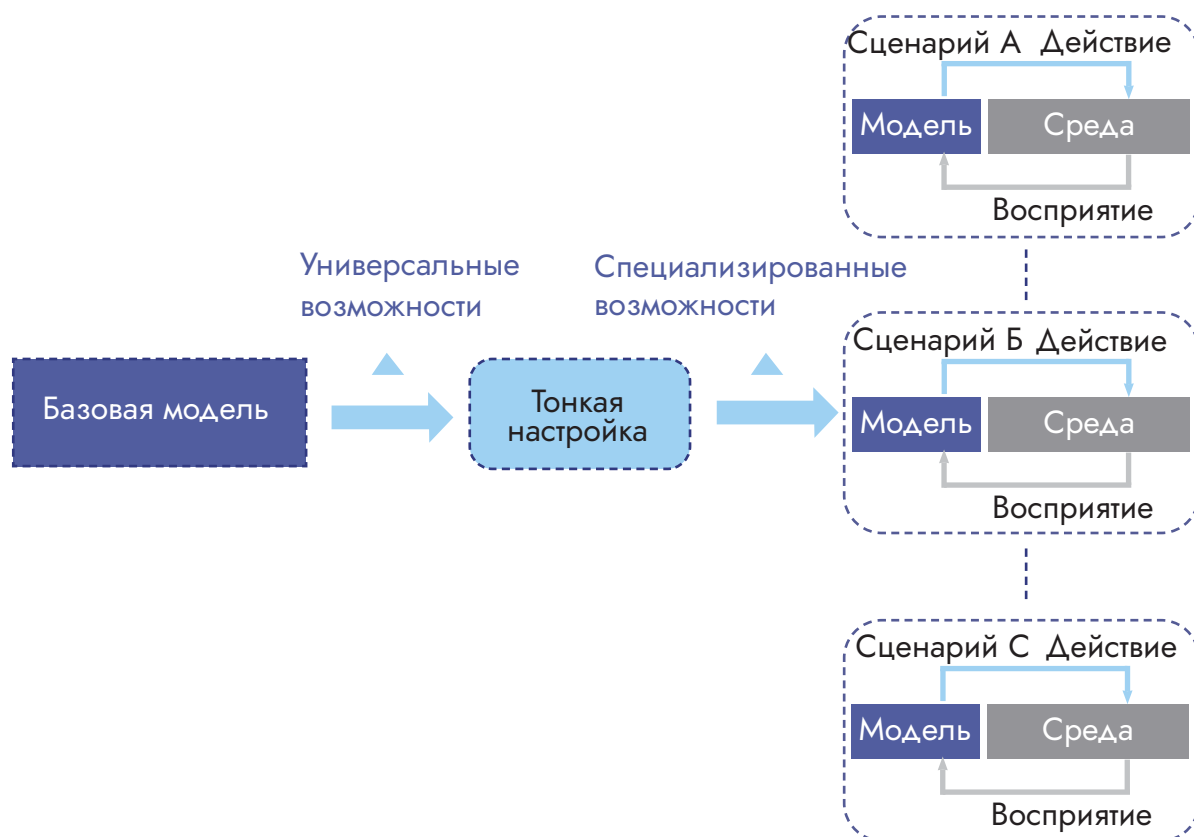 Сценарий А Действие
Модель Среда
Восприятие
Универсальные
возможности
Специализированные
возможности
Базовая модель
Тонкая
настройка
Сценарий Б Действие
Модель Среда
Восприятие
Сценарий С Действие
Модель Среда
Восприятие